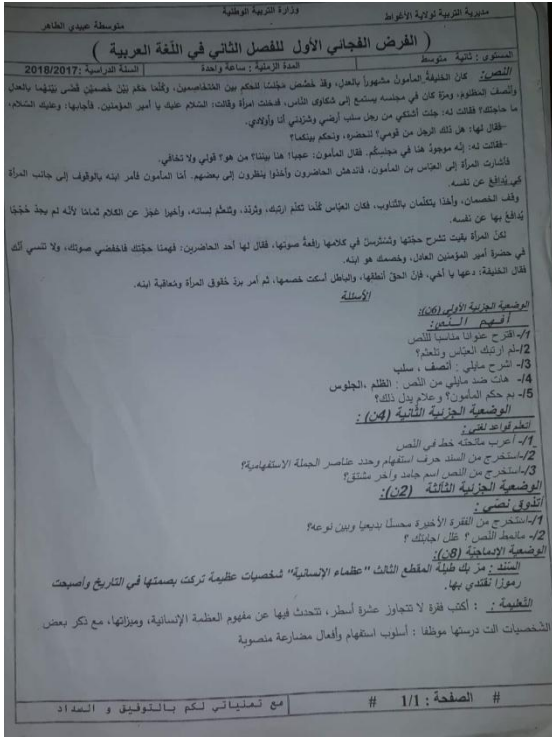 مديرية التربية لولاية الأغواط
وزارة التربية الوطنية
متوسطة عبيدي الطاهر
( الفرض الفجائي الأول للفصل الثاني في اللغة العربية )
المستوى : ثانية متوسط
المدة الزمنية : ساعة واحدة
السنة الدراسية : 2018/2017
النص: كان الخليفة المأمون مشهورا بالعدل، وقد خصص مجلسا للحكم بين المتخاصمين، وكلما حكم بين خصمين قضى بينهما بالعدل
وأنصف المظلوم، ومرة كان في مجلسه يستمع إلى شكاوى الناس، فدخلت امرأة وقالت: السلام عليك يا أمير المؤمنين. فأجابها: وعليك السلام،
ما حاجتك؟ فقالت له: جئت أشتكي من رجل سلب أرضي وشردني أنا وأولادي.
–فقال لها: هل ذلك الرجل من قومي؟ لنحضره، ونحكم بينكما؟
–فقالت له: إنه موجود هنا في مجلسكم. فقال المأمون: عجبا! هنا بيننا؟ من هو؟ قولي ولا تخافي.
فأشارت المرأة إلى العباس بن المأمون، فاندهش الحاضرون وأخذوا ينظرون إلى بعضهم. أما المأمون فأمر ابنه بالوقوف إلى جانب المرأة
كي يدافع عن نفسه.
وقف الخصمان، وأخذا يتكلمان بالتناوب، فكان العباس كلما تكلم ارتبك، وتردد، وتلعثم لسانه، وأخيرا عجز عن الكلام تماما لأنه لم يجد حججا
يدافع بها عن نفسه.
لكن المرأة بقيت تشرح حجتها وتسترسل في كلامها رافعة صوتها، فقال لها أحد الحاضرين: فهمنا حجتك فاخفضي صوتك، ولا تنسي أنك
في حضرة أمير المؤمنين العادل، وخصمك هو ابنه.
فقال الخليفة: دعها يا أخي، فإن الحق أنطقها، والباطل أسكت خصمها، ثم أمر برد حقوق المرأة ومعاقبة ابنه.
الأسئلة
الوضعية الجزئية الأولى (6ن):
أفهم النص:
1/- اقترح عنوانا مناسبا للنص
2/- لم ارتبك العباس وتلعثم؟
3/- اشرح مايلي : أنصف ، سلب
4/- هات ضد مايلي من النص : الظلم ،الجلوس
5/- بم حكم المأمون؟ وعلام يدل ذلك؟
الوضعية الجزئية الثانية (4ن) :
أتعلم قواعد لغتي :
1/- أعرب ماتحته خط في النص
2/-استخرج من السند حرف استفهام وحدد عناصر الجملة الاستفهامية؟
3/-استخرج من النص اسم جامد وآخر مشتق؟
الوضعية الجزئية الثالثة (2ن):
أتذوق نصي :
1/-استخرج من الفقرة الأخيرة محسنا بديعيا وبين نوعه؟
2/- مانمط النص ؟ علل اجابتك ؟
الوضعية الإدماجية (8ن):
السند : مر بك طيلة المقطع الثالث "عظماء الإنسانية" شخصيات عظيمة تركت بصمتها في التاريخ وأصبحت
رموزا نقتدي بها.
التعليمة : أكتب فقرة لا تتجاوز عشرة أسطر، تتحدث فيها عن مفهوم العظمة الإنسانية، وميزاتها، مع ذكر بعض
الشخصيات الت درستها موظفا : أسلوب استفهام وأفعال مضارعة منصوبة
# الصفحة : 1/1 #
مع تمنياتي لكم بالتوفيق و السداد